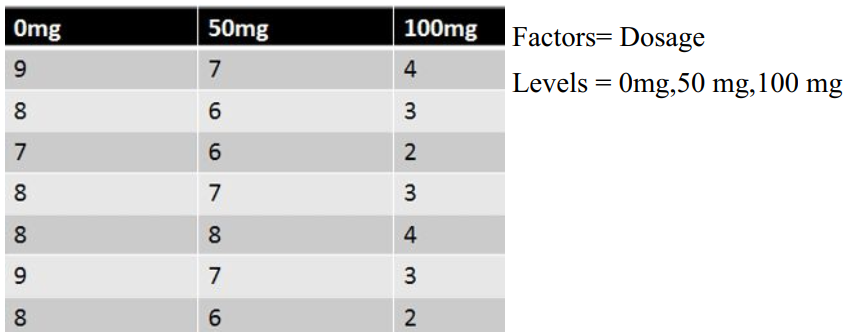 0mg 50mg 100mg
9 7 4
8 6 3
7 6 2
8 7 3
8 8 4
9 7 3
8 6 2
Factors= Dosage
Levels = 0mg,50 mg,100 mg